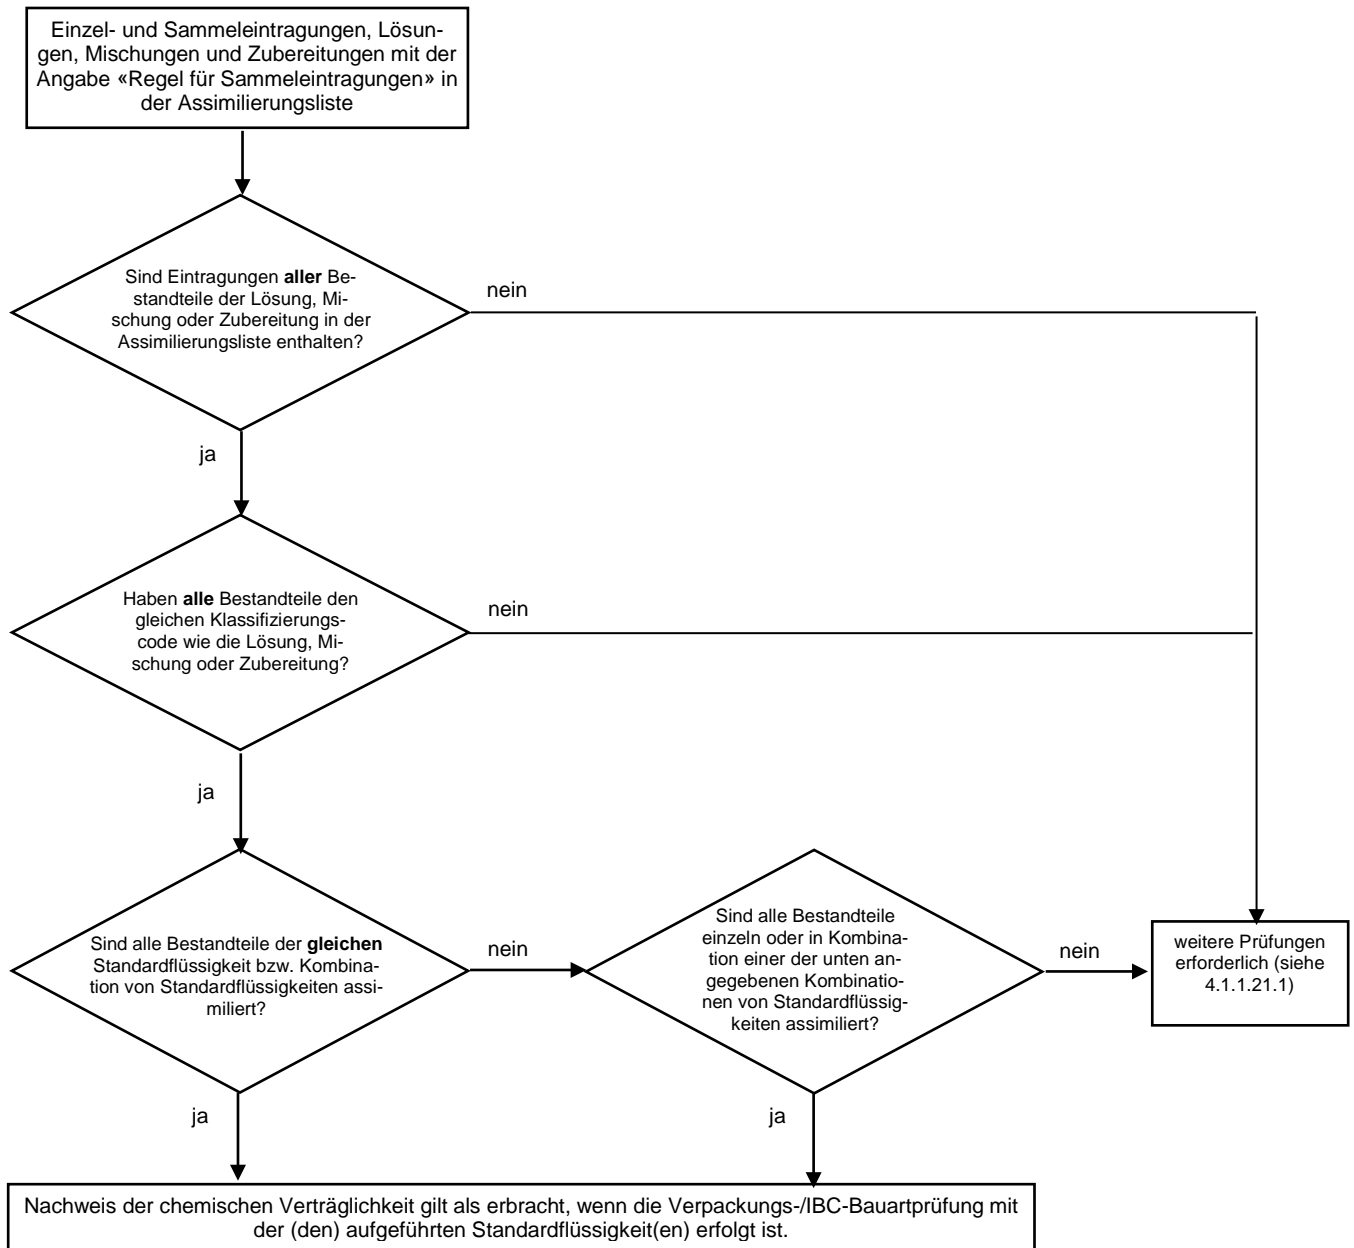 Einzel- und Sammeleintragungen, Lösun-
gen, Mischungen und Zubereitungen mit der
Angabe «Regel für Sammeleintragungen» in
der Assimilierungsliste
Sind Eintragungen aller Be-
standteile der Lösung, Mi-
schung oder Zubereitung in der
Assimilierungsliste enthalten?
nein
ja
Haben alle Bestandteile den
gleichen Klassifizierungs-
code wie die Lösung, Mi-
schung oder Zubereitung?
nein
ja
Sind alle Bestandteile der gleichen
Standardflüssigkeit bzw. Kombina-
tion von Standardflüssigkeiten assi-
miliert?
nein
Sind alle Bestandteile
einzeln oder in Kombina-
tion einer der unten an-
gegebenen Kombinatio-
nen von Standardflüssig-
keiten assimiliert?
nein
weitere Prüfungen
erforderlich (siehe
4.1.1.21.1)
ja
ja
Nachweis der chemischen Verträglichkeit gilt als erbracht, wenn die Verpackungs-/IBC-Bauartprüfung mit
der (den) aufgeführten Standardflüssigkeit(en) erfolgt ist.